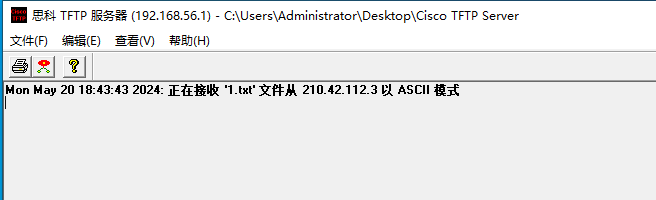 思科 TFTP 服务器 (192.168.56.1) - C:\Users\Administrator\Desktop\Cisco TFTP Server
文件(F) 编辑(E) 查看(V) 帮助(H)
Mon May 20 18:43:43 2024: 正在接收 '1.txt' 文件从 210.42.112.3 以 ASCII 模式